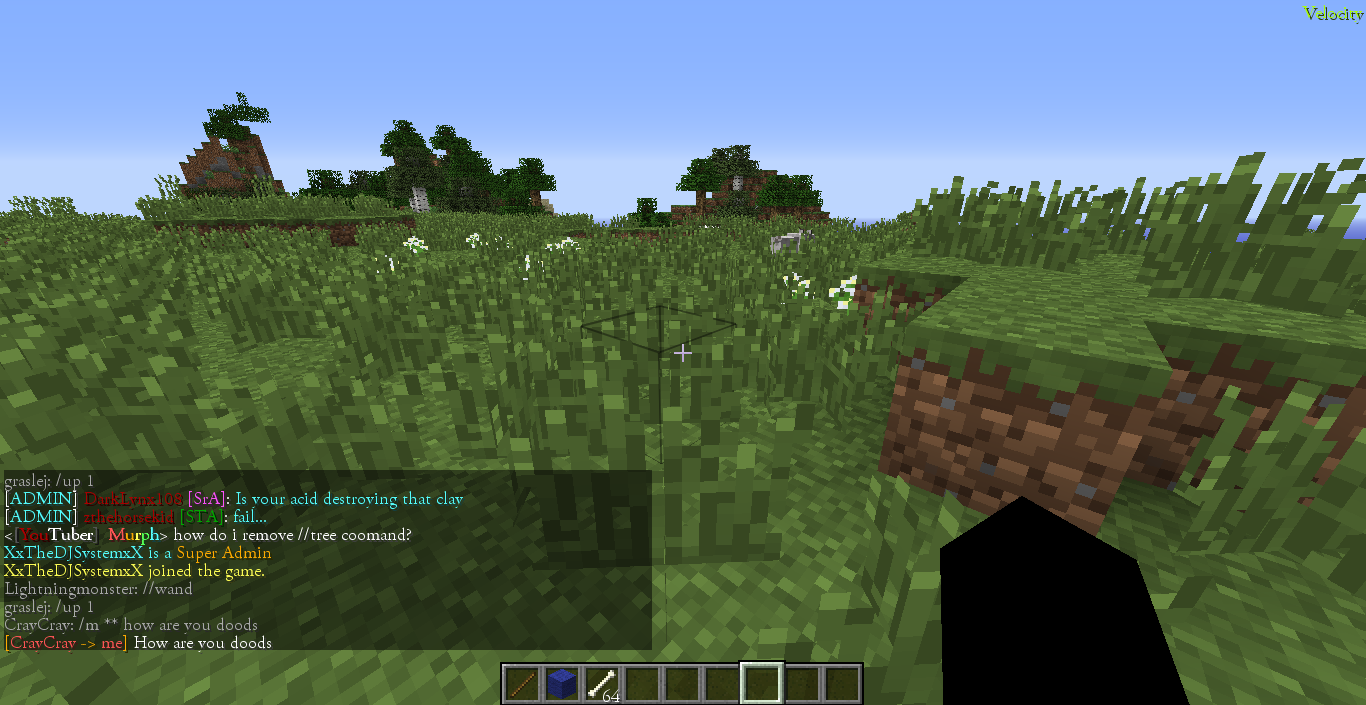 Velocity
graslej: /up 1
[ADMIN] DarkLynx108 [SrA]: Is your acid destroying that clay
[ADMIN] [STA]: fail...
<[YouTuber] Murph> how do i remove //tree coomand?
XxTheDJSystemxX is a Super Admin
XxTheDJSystemxX joined the game.
Lightningmonster: //wand
graslej: /up 1
CrayCray: /m ** how are you doods
[CrayCray -> me] How are you doods
64